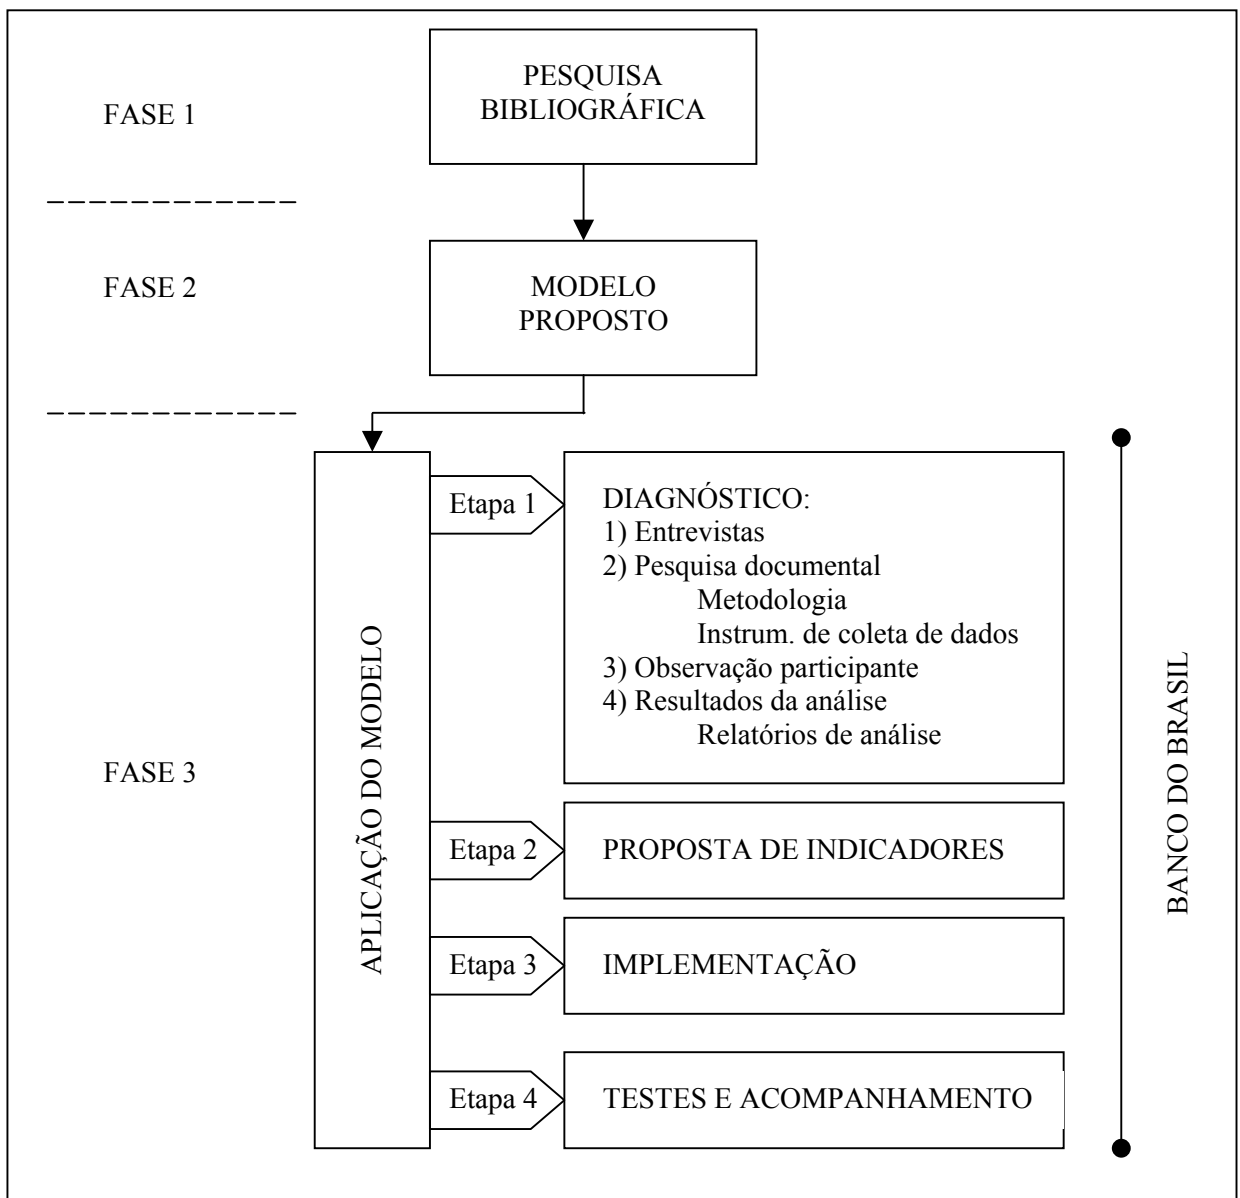 PESQUISA
BIBLIOGRÁFICA
FASE 1
FASE 2
MODELO
PROPOSTO
FASE 3
APLICAÇÃO DO MODELO
Etapa 1
DIAGNÓSTICO:
1) Entrevistas
2) Pesquisa documental
Metodologia
Instrum. de coleta de dados
3) Observação participante
4) Resultados da análise
Relatórios de análise
Etapa 2
PROPOSTA DE INDICADORES
Etapa 3
IMPLEMENTAÇÃO
Etapa 4
TESTES E ACOMPANHAMENTO
BANCO DO BRASIL